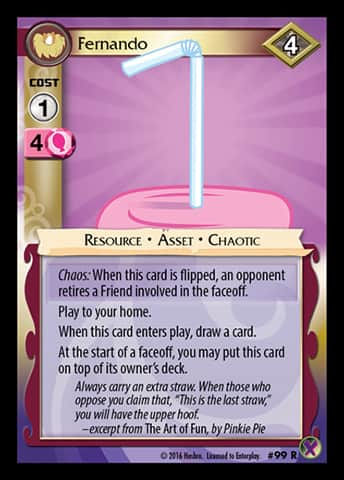 Fernando
4
COST
1
4
RESOURCE • ASSET • CHAOTIC
Chaos: When this card is flipped, an opponent
retires a Friend involved in the faceoff.
Play to your home.
When this card enters play, draw a card.
At the start of a faceoff, you may put this card
on top of its owner's deck.
Always carry an extra straw. When those who
oppose you claim that, "This is the last straw,"
you will have the upper hoof.
–excerpt from The Art of Fun, by Pinkie Pie
© 2016 Hasbro. Licensed to Enterplay. #99 R